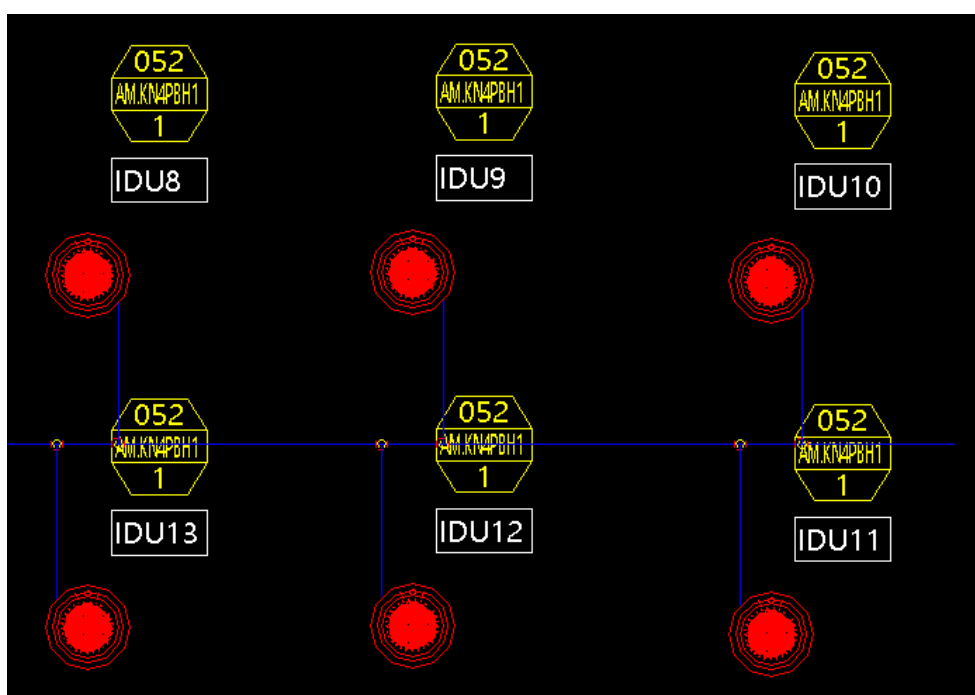 052
AM.KN4PBH1
1
IDU8
052
AM.KN4PBH1
1
IDU9
052
AM.KN4PBH1
1
IDU10
052
AM.KN4PBH1
1
IDU13
052
AM.KN4PBH1
1
IDU12
052
AM.KN4PBH1
1
IDU11